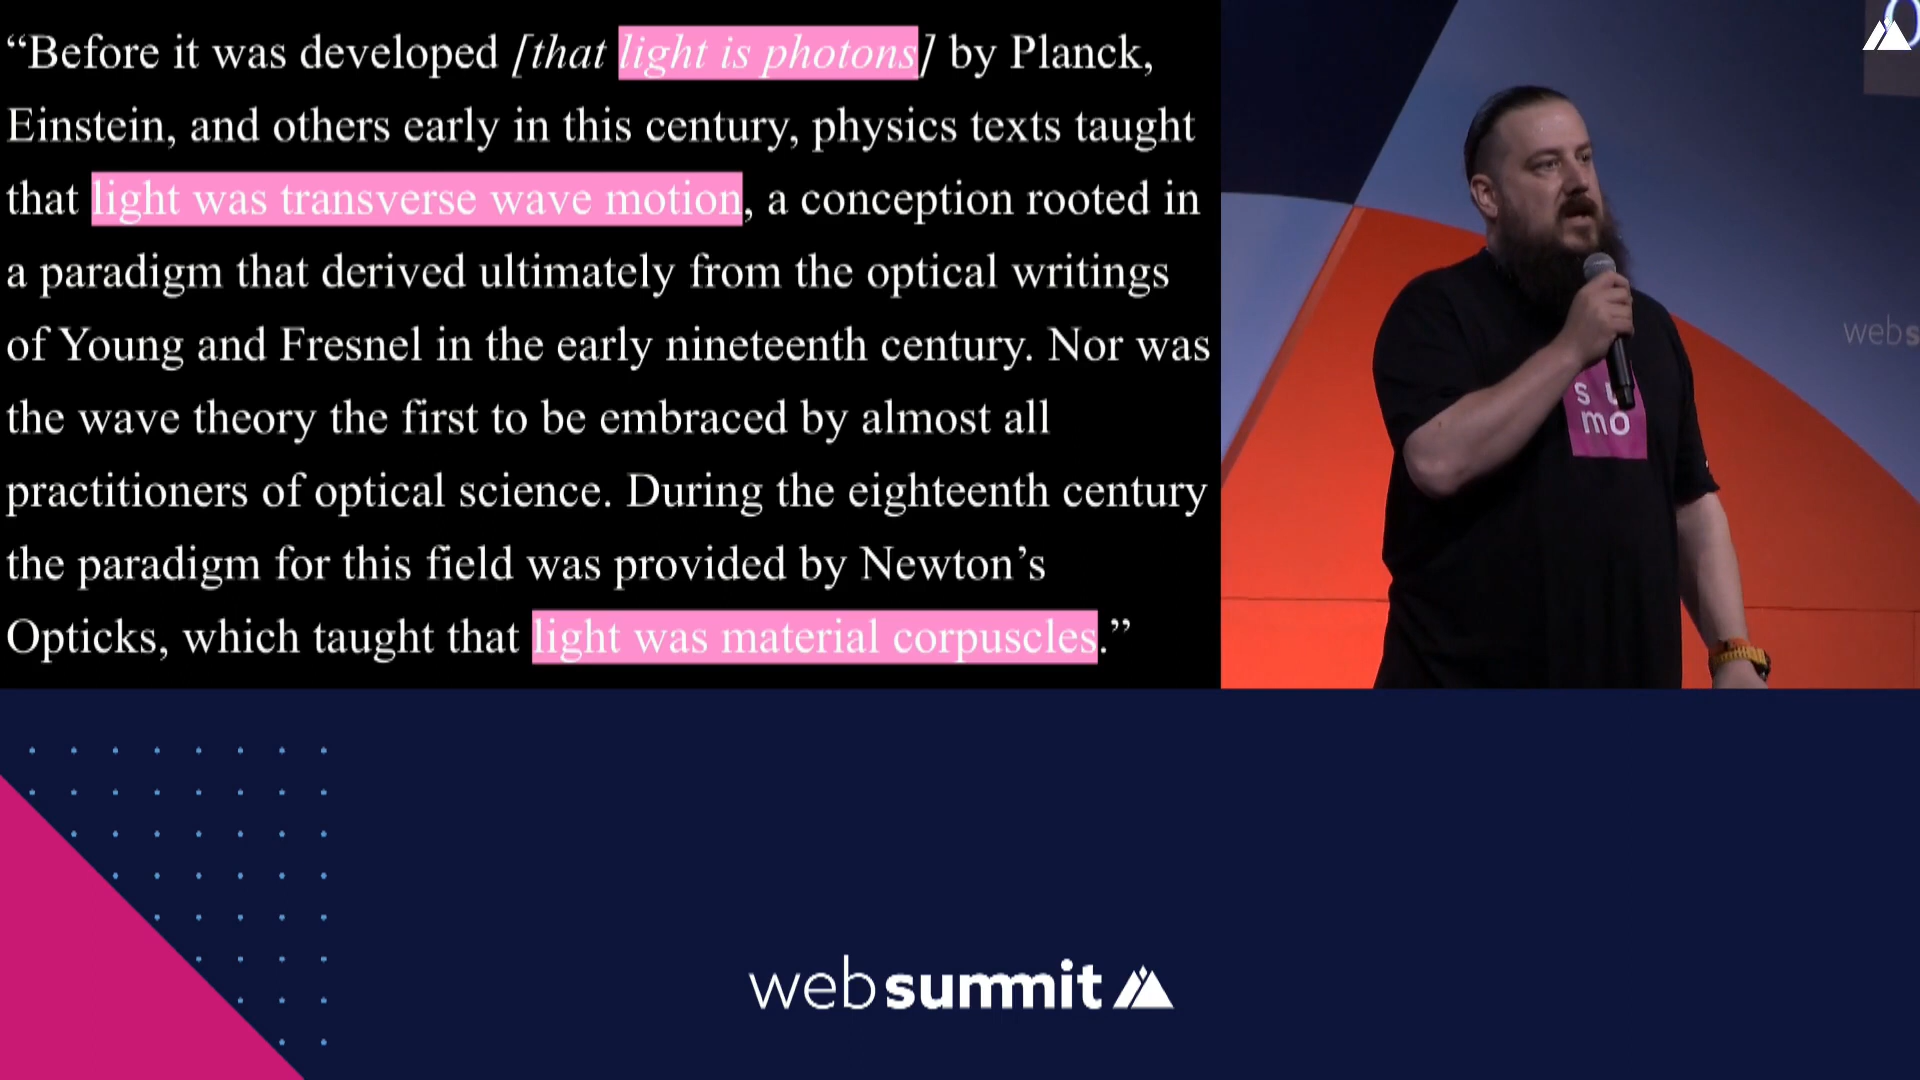 “Before it was developed [that light is photons] by Planck,
Einstein, and others early in this century, physics texts taught
that light was transverse wave motion, a conception rooted in
a paradigm that derived ultimately from the optical writings
of Young and Fresnel in the early nineteenth century. Nor was
the wave theory the first to be embraced by almost all
practitioners of optical science. During the eighteenth century
the paradigm for this field was provided by Newton’s
Opticks, which taught that light was material corpuscles.”
mo
web summit